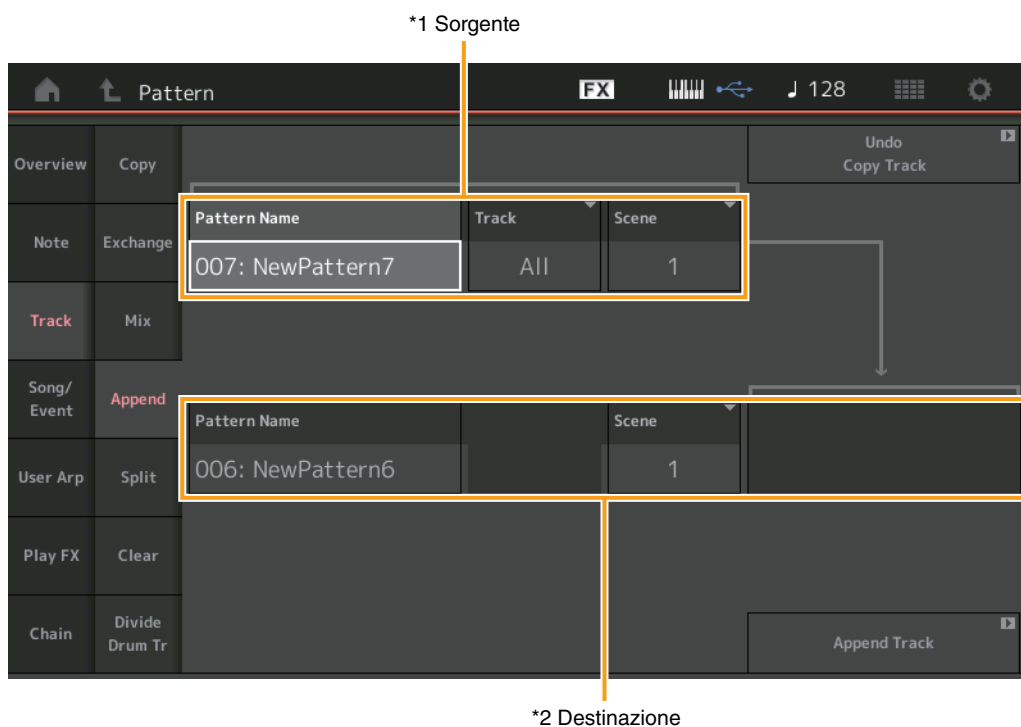 *1 Sorgente
Pattern
FX
♩ 128
Overview
Copy
Undo
Copy Track
Note
Exchange
Pattern Name
Track
Scene
007: NewPattern7
All
1
Track
Mix
Song/
Event
Append
Pattern Name
Scene
006: NewPattern6
1
User Arp
Split
Play FX
Clear
Chain
Divide
Drum Tr
Append Track
*2 Destinazione